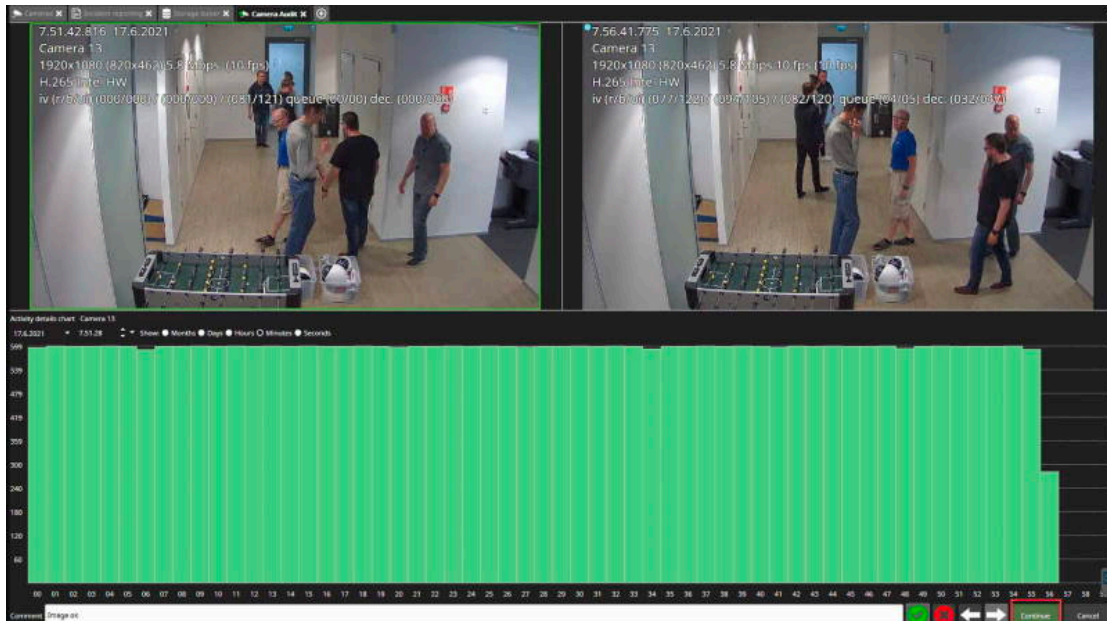 Cameras Incident reporting Storage tester Camera Audit
7.51.42.816 17.6.2021
Camera 13
1920x1080 (820x462) 5.8 Mbps (10 fps)
H.265 Intel HW
7.56.41.775 17.6.2021
Camera 13
1920x1080 (820x462) 5.8 Mbps 10 fps
H.265 Intel HW
Activity details chart Camera 13
17.6.2021 7.51.28 Show: Months Days Hours Minutes Seconds
599
539
479
419
359
300
240
180
120
60
00 01 02 03 04 05 06 07 08 09 10 11 12 13 14 15 16 17 18 19 20 21 22 23 24 25 26 27 28 29 30 31 32 33 34 35 36 37 38 39 40 41 42 43 44 45 46 47 48 49 50 51 52 53 54 55 56 57 58
Comment Image ok Continue Cancel